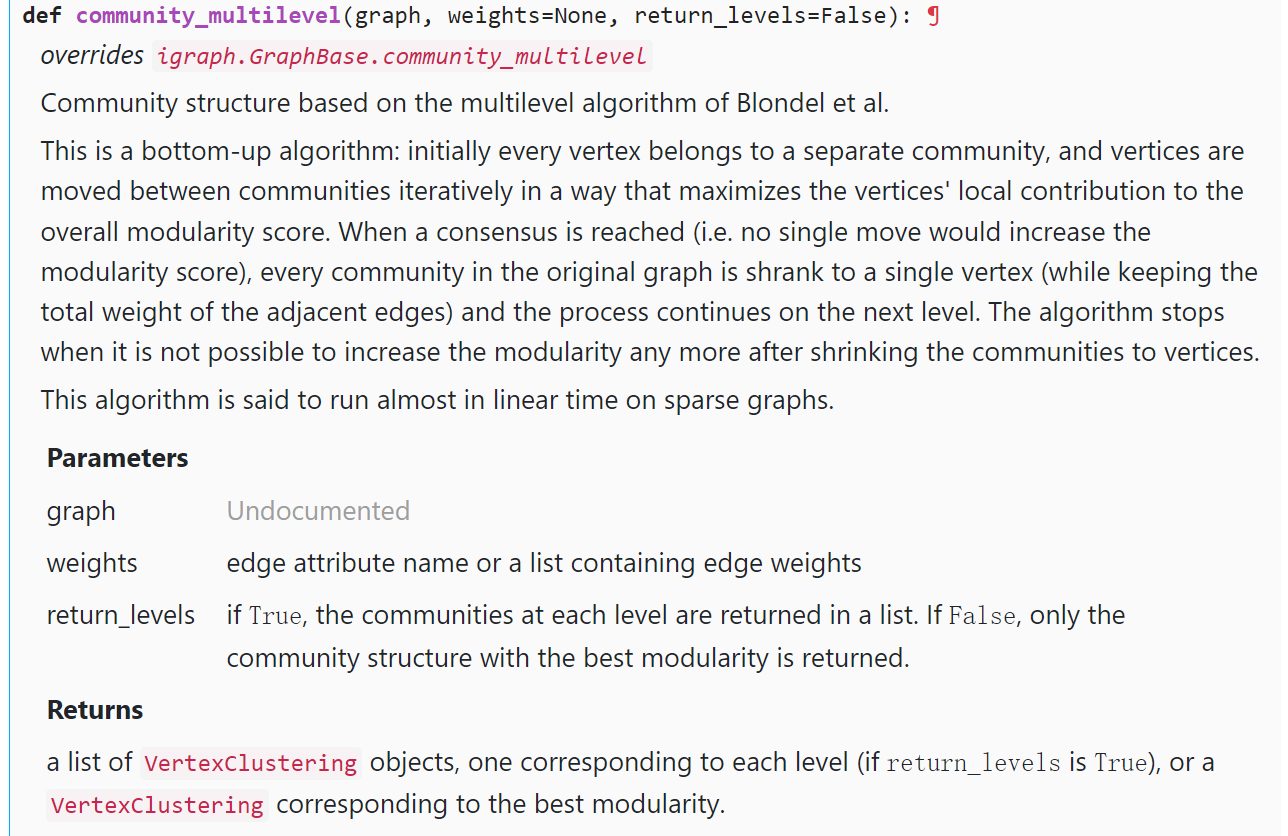 def community_multilevel(graph, weights=None, return_levels=False): ¶
overrides igraph.GraphBase.community_multilevel
Community structure based on the multilevel algorithm of Blondel et al.
This is a bottom-up algorithm: initially every vertex belongs to a separate community, and vertices are
moved between communities iteratively in a way that maximizes the vertices' local contribution to the
overall modularity score. When a consensus is reached (i.e. no single move would increase the
modularity score), every community in the original graph is shrank to a single vertex (while keeping the
total weight of the adjacent edges) and the process continues on the next level. The algorithm stops
when it is not possible to increase the modularity any more after shrinking the communities to vertices.
This algorithm is said to run almost in linear time on sparse graphs.
Parameters
graph Undocumented
weights edge attribute name or a list containing edge weights
return_levels if True, the communities at each level are returned in a list. If False, only the
community structure with the best modularity is returned.
Returns
a list of VertexClustering objects, one corresponding to each level (if return_levels is True), or a
VertexClustering corresponding to the best modularity.